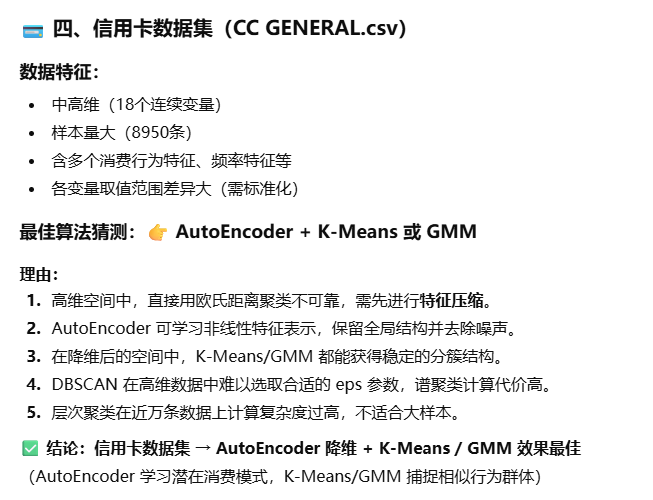 四、信用卡数据集（CC GENERAL.csv）
数据特征：
• 中高维（18个连续变量）
• 样本量大（8950条）
• 含多个消费行为特征、频率特征等
• 各变量取值范围差异大（需标准化）
最佳算法猜测： 👉 AutoEncoder + K-Means 或 GMM
理由：
1. 高维空间中，直接用欧氏距离聚类不可靠，需先进行特征压缩。
2. AutoEncoder 可学习非线性特征表示，保留全局结构并去除噪声。
3. 在降维后的空间中，K-Means/GMM 都能获得稳定的分簇结构。
4. DBSCAN 在高维数据中难以选取合适的 eps 参数，谱聚类计算代价高。
5. 层次聚类在近万条数据上计算复杂度过高，不适合大样本。
✅ 结论：信用卡数据集 → AutoEncoder 降维 + K-Means / GMM 效果最佳
（AutoEncoder 学习潜在消费模式，K-Means/GMM 捕捉相似行为群体）